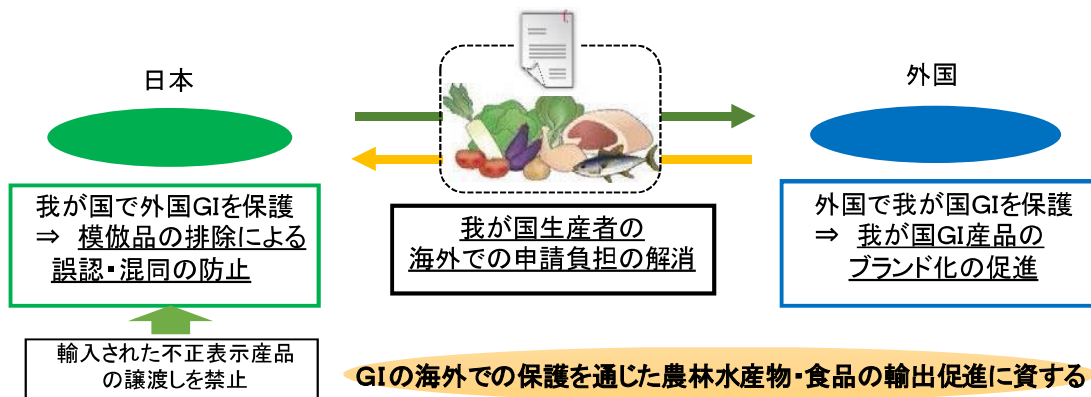 日本
外国
我が国で外国GIを保護
⇒ 模倣品の排除による
誤認・混同の防止
我が国生産者の
海外での申請負担の解消
外国で我が国GIを保護
⇒ 我が国GI産品の
ブランド化の促進
輸入された不正表示産品
の譲渡しを禁止
GIの海外での保護を通じた農林水産物・食品の輸出促進に資する